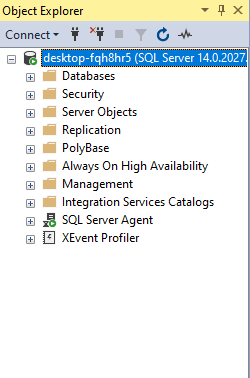 Object Explorer
Connect
desktop-fqh8hr5 (SQL Server 14.0.2027.
Databases
Security
Server Objects
Replication
PolyBase
Always On High Availability
Management
Integration Services Catalogs
SQL Server Agent
XEvent Profiler